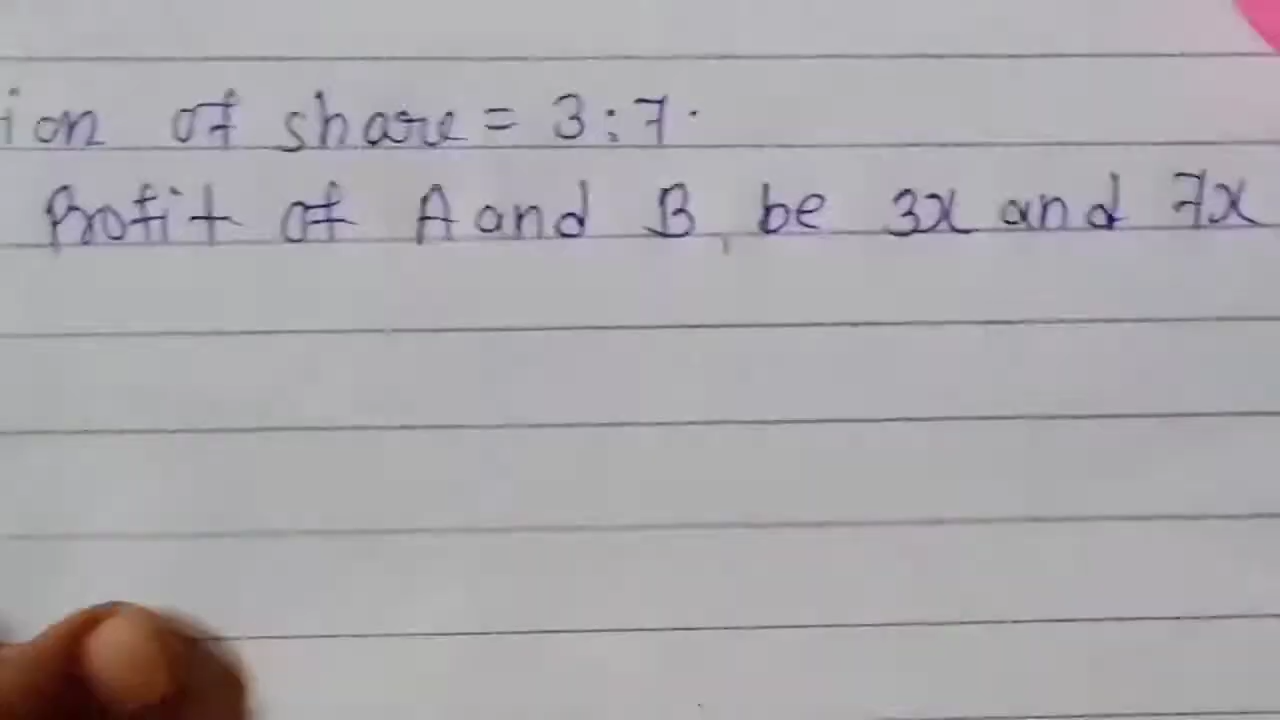 ion of share = 3:7.
Profit of A and B, be 3x and 7x